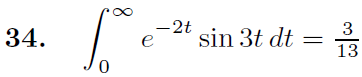 34. ∫₀^∞ e^{-2t} sin 3t dt = 3/13